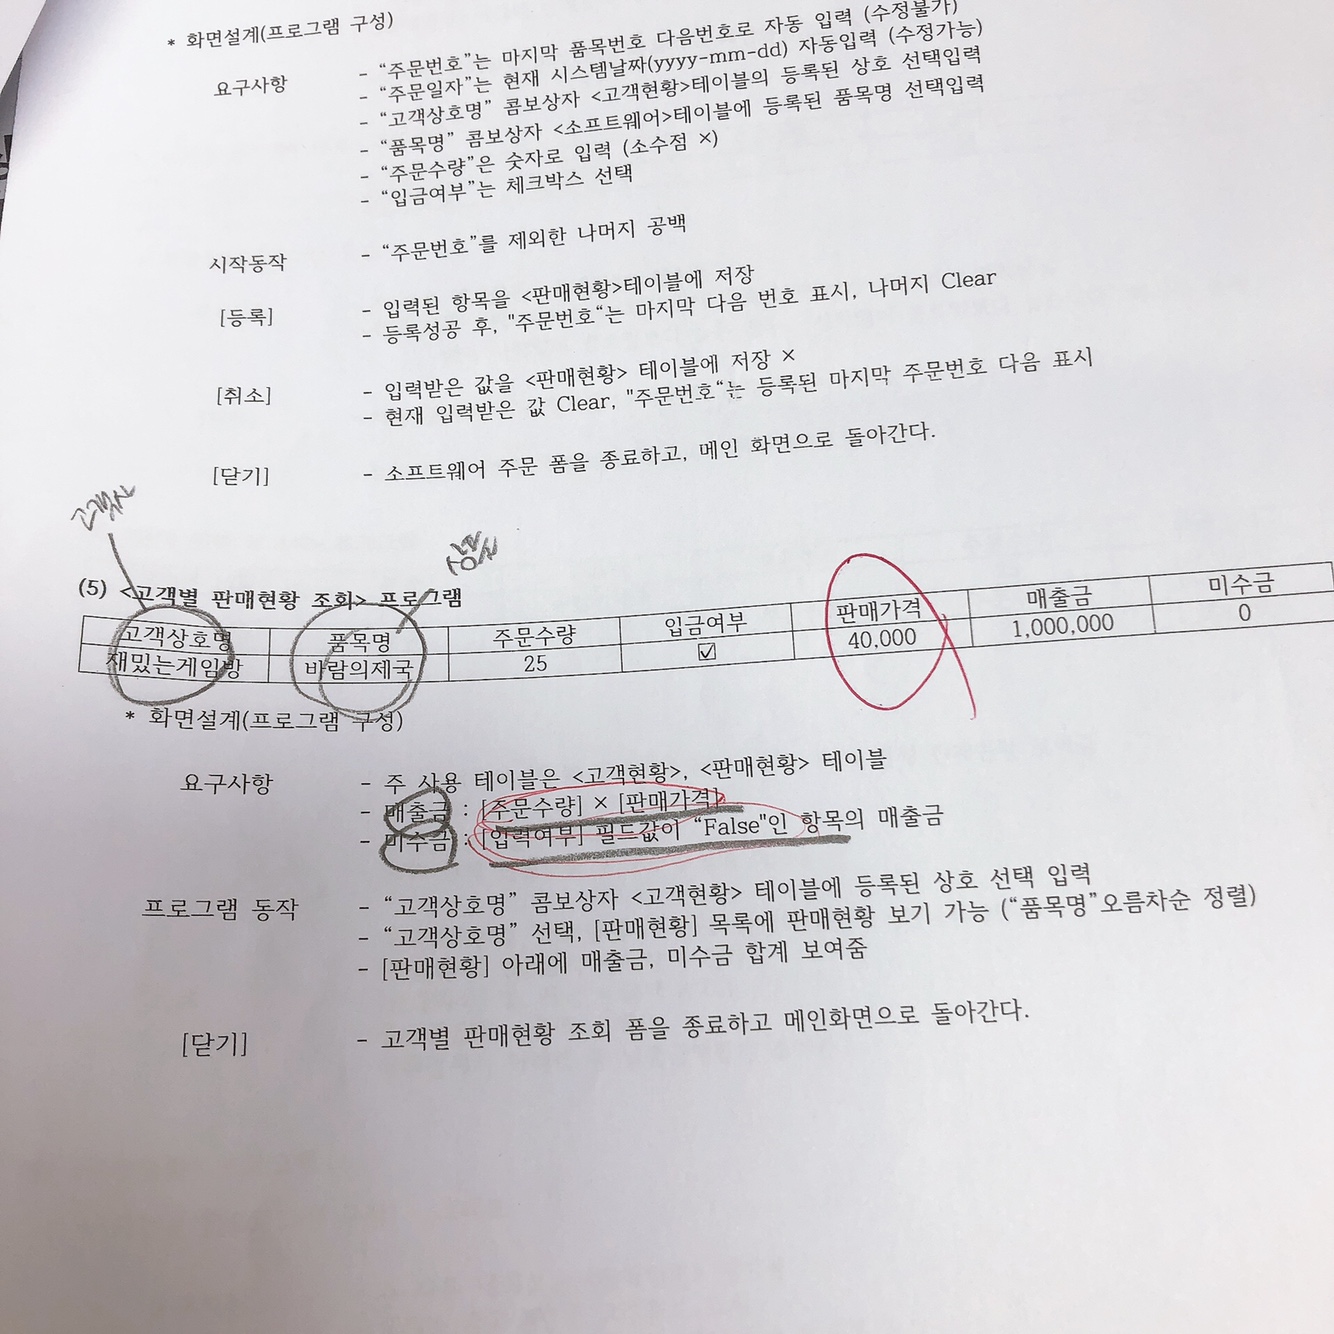 * 화면설계(프로그램 구성)
요구사항
- "주문번호"는 마지막 품목번호 다음번호로 자동 입력 (수정불가)
- "주문일자"는 현재 시스템날짜(yyyy-mm-dd) 자동입력 (수정가능)
- "고객상호명" 콤보상자 <고객현황>테이블의 등록된 상호 선택입력
- "품목명" 콤보상자 <소프트웨어>테이블에 등록된 품목명 선택입력
- "주문수량"은 숫자로 입력 (소수점 ×)
- "입금여부"는 체크박스 선택
시작동작 - "주문번호"를 제외한 나머지 공백
[등록] - 입력된 항목을 <판매현황>테이블에 저장
- 등록성공 후, "주문번호"는 마지막 다음 번호 표시, 나머지 Clear
[취소] - 입력받은 값을 <판매현황> 테이블에 저장 ×
- 현재 입력받은 값 Clear, "주문번호"는 등록된 마지막 주문번호 다음 표시
[닫기] - 소프트웨어 주문 폼을 종료하고, 메인 화면으로 돌아간다.
고객사
상품
(5) <고객별 판매현황 조회> 프로그램
고객상호명 품목명 주문수량 입금여부 판매가격 매출금 미수금
재밌는게임방 바람의제국 25 ☑ 40,000 1,000,000 0
* 화면설계(프로그램 구성)
요구사항 - 주 사용 테이블은 <고객현황>, <판매현황> 테이블
- 매출금 : [주문수량] × [판매가격]
- 미수금 : [입력여부] 필드값이 "False"인 항목의 매출금
프로그램 동작 - "고객상호명" 콤보상자 <고객현황> 테이블에 등록된 상호 선택 입력
- "고객상호명" 선택, [판매현황] 목록에 판매현황 보기 가능 ("품목명"오름차순 정렬)
- [판매현황] 아래에 매출금, 미수금 합계 보여줌
[닫기] - 고객별 판매현황 조회 폼을 종료하고 메인화면으로 돌아간다.